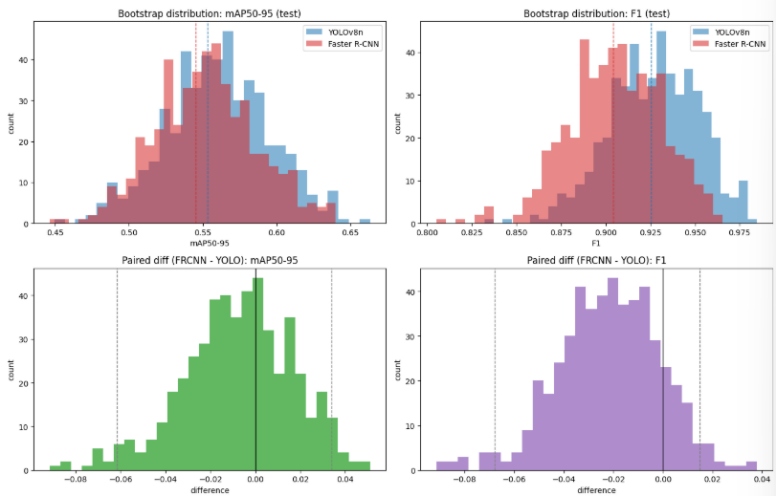 Bootstrap distribution: mAP50-95 (test)
YOLOv8n
Faster R-CNN
count
40
30
20
10
0
0.45
0.50
0.55
0.60
0.65
mAP50-95
Bootstrap distribution: F1 (test)
YOLOv8n
Faster R-CNN
count
40
30
20
10
0
0.800
0.825
0.850
0.875
0.900
0.925
0.950
0.975
F1
Paired diff (FRCNN - YOLO): mAP50-95
count
40
30
20
10
0
−0.08
−0.06
−0.04
−0.02
0.00
0.02
0.04
difference
Paired diff (FRCNN - YOLO): F1
count
40
30
20
10
0
−0.08
−0.06
−0.04
−0.02
0.00
0.02
0.04
difference